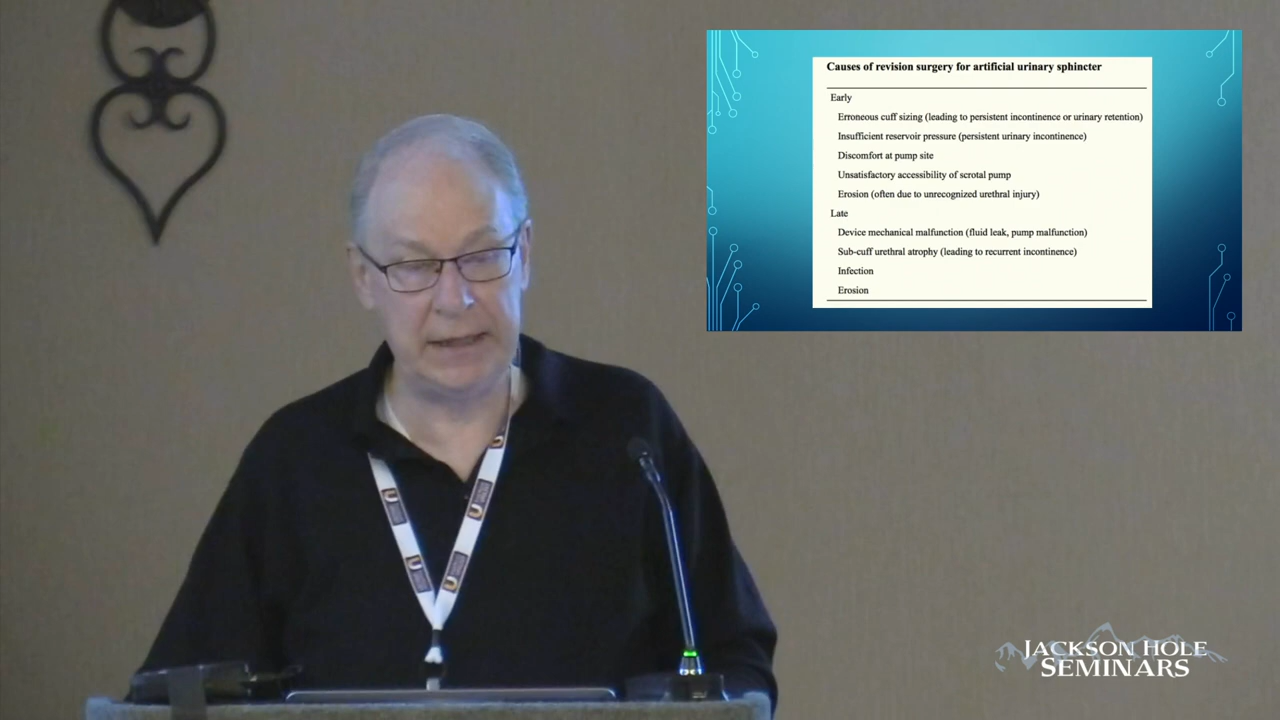 Causes of revision surgery for artificial urinary sphincter
Early
Erroneous cuff sizing (leading to persistent incontinence or urinary retention)
Insufficient reservoir pressure (persistent urinary incontinence)
Discomfort at pump site
Unsatisfactory accessibility of scrotal pump
Erosion (often due to unrecognized urethral injury)
Late
Device mechanical malfunction (fluid leak, pump malfunction)
Sub-cuff urethral atrophy (leading to recurrent incontinence)
Infection
Erosion
JACKSON HOLE
SEMINARS